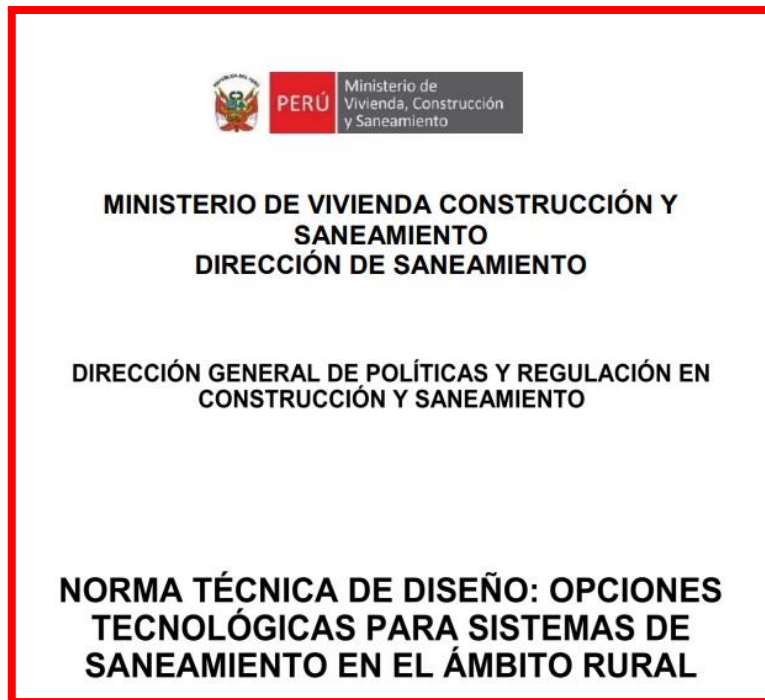 PERÚ
Ministerio de
Vivienda, Construcción
y Saneamiento
MINISTERIO DE VIVIENDA CONSTRUCCIÓN Y
SANEAMIENTO
DIRECCIÓN DE SANEAMIENTO
DIRECCIÓN GENERAL DE POLÍTICAS Y REGULACIÓN EN
CONSTRUCCIÓN Y SANEAMIENTO
NORMA TÉCNICA DE DISEÑO: OPCIONES
TECNOLÓGICAS PARA SISTEMAS DE
SANEAMIENTO EN EL ÁMBITO RURAL